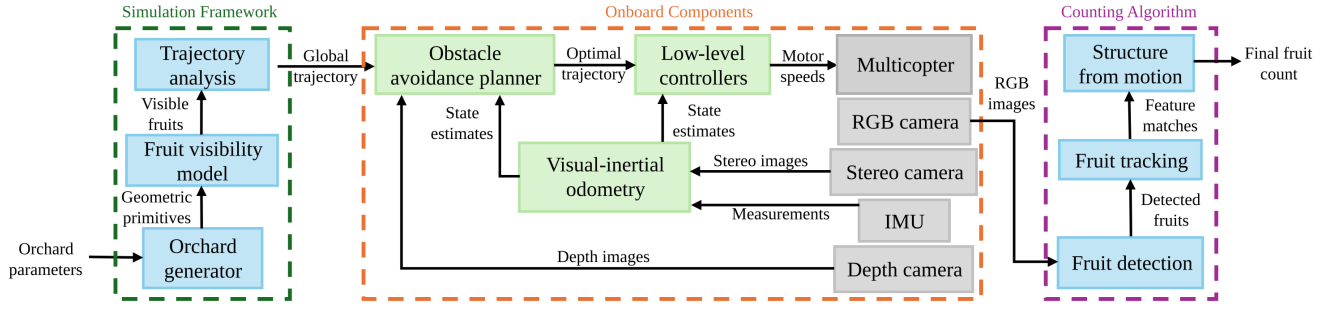 Simulation Framework
Trajectory
analysis
Visible
fruits
Fruit visibility
model
Geometric
primitives
Orchard
generator
Orchard
parameters
Global
trajectory
Onboard Components
Obstacle
avoidance planner
Optimal
trajectory
Low-level
controllers
Motor
speeds
Multicopter
State
estimates
State
estimates
RGB camera
Visual-inertial
odometry
Stereo images
Stereo camera
Measurements
IMU
Depth images
Depth camera
RGB
images
Counting Algorithm
Structure
from motion
Feature
matches
Fruit tracking
Detected
fruits
Fruit detection
Final fruit
count